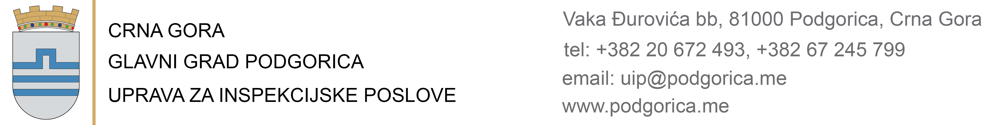 CRNA GORA
GLAVNI GRAD PODGORICA
UPRAVA ZA INSPEKCIJSKE POSLOVE
Vaka Đurovića bb, 81000 Podgorica, Crna Gora
tel: +382 20 672 493, +382 67 245 799
email: uip@podgorica.me
www.podgorica.me